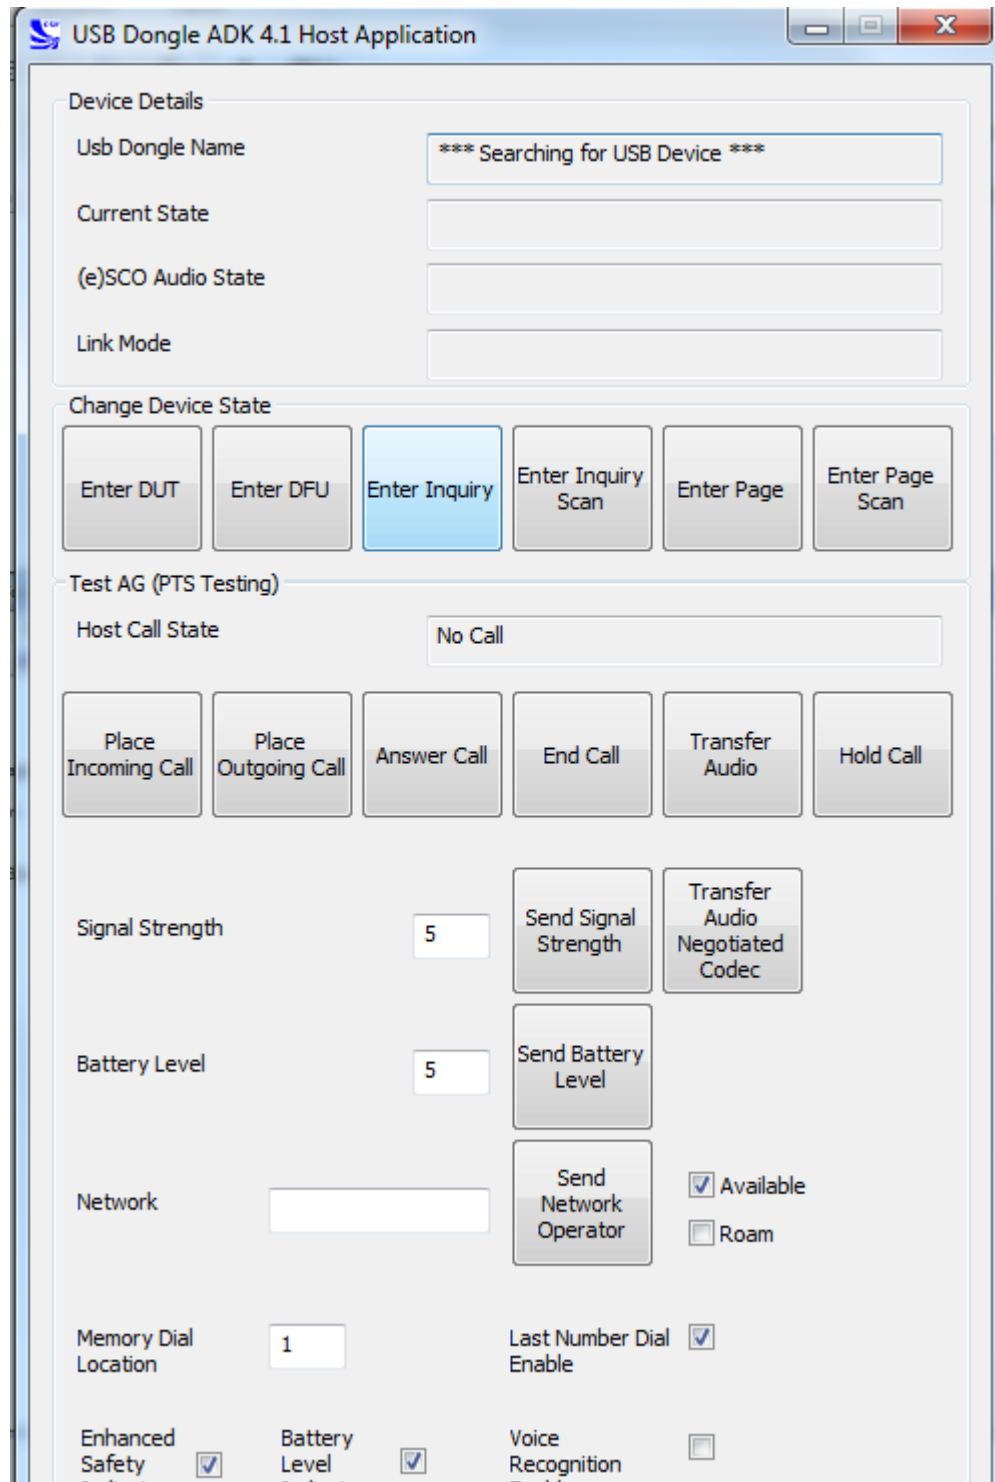 USB Dongle ADK 4.1 Host Application
Device Details
Usb Dongle Name
*** Searching for USB Device ***
Current State
(e)SCO Audio State
Link Mode
Change Device State
Enter DUT
Enter DFU
Enter Inquiry
Enter Inquiry
Scan
Enter Page
Enter Page
Scan
Test AG (PTS Testing)
Host Call State
No Call
Place
Incoming Call
Place
Outgoing Call
Answer Call
End Call
Transfer
Audio
Hold Call
Signal Strength
5
Send Signal
Strength
Transfer
Audio
Negotiated
Codec
Battery Level
5
Send Battery
Level
Network
Send
Network
Operator
Available
Roam
Memory Dial
Location
1
Last Number Dial
Enable
Enhanced
Safety
Battery
Level
Voice
Recognition